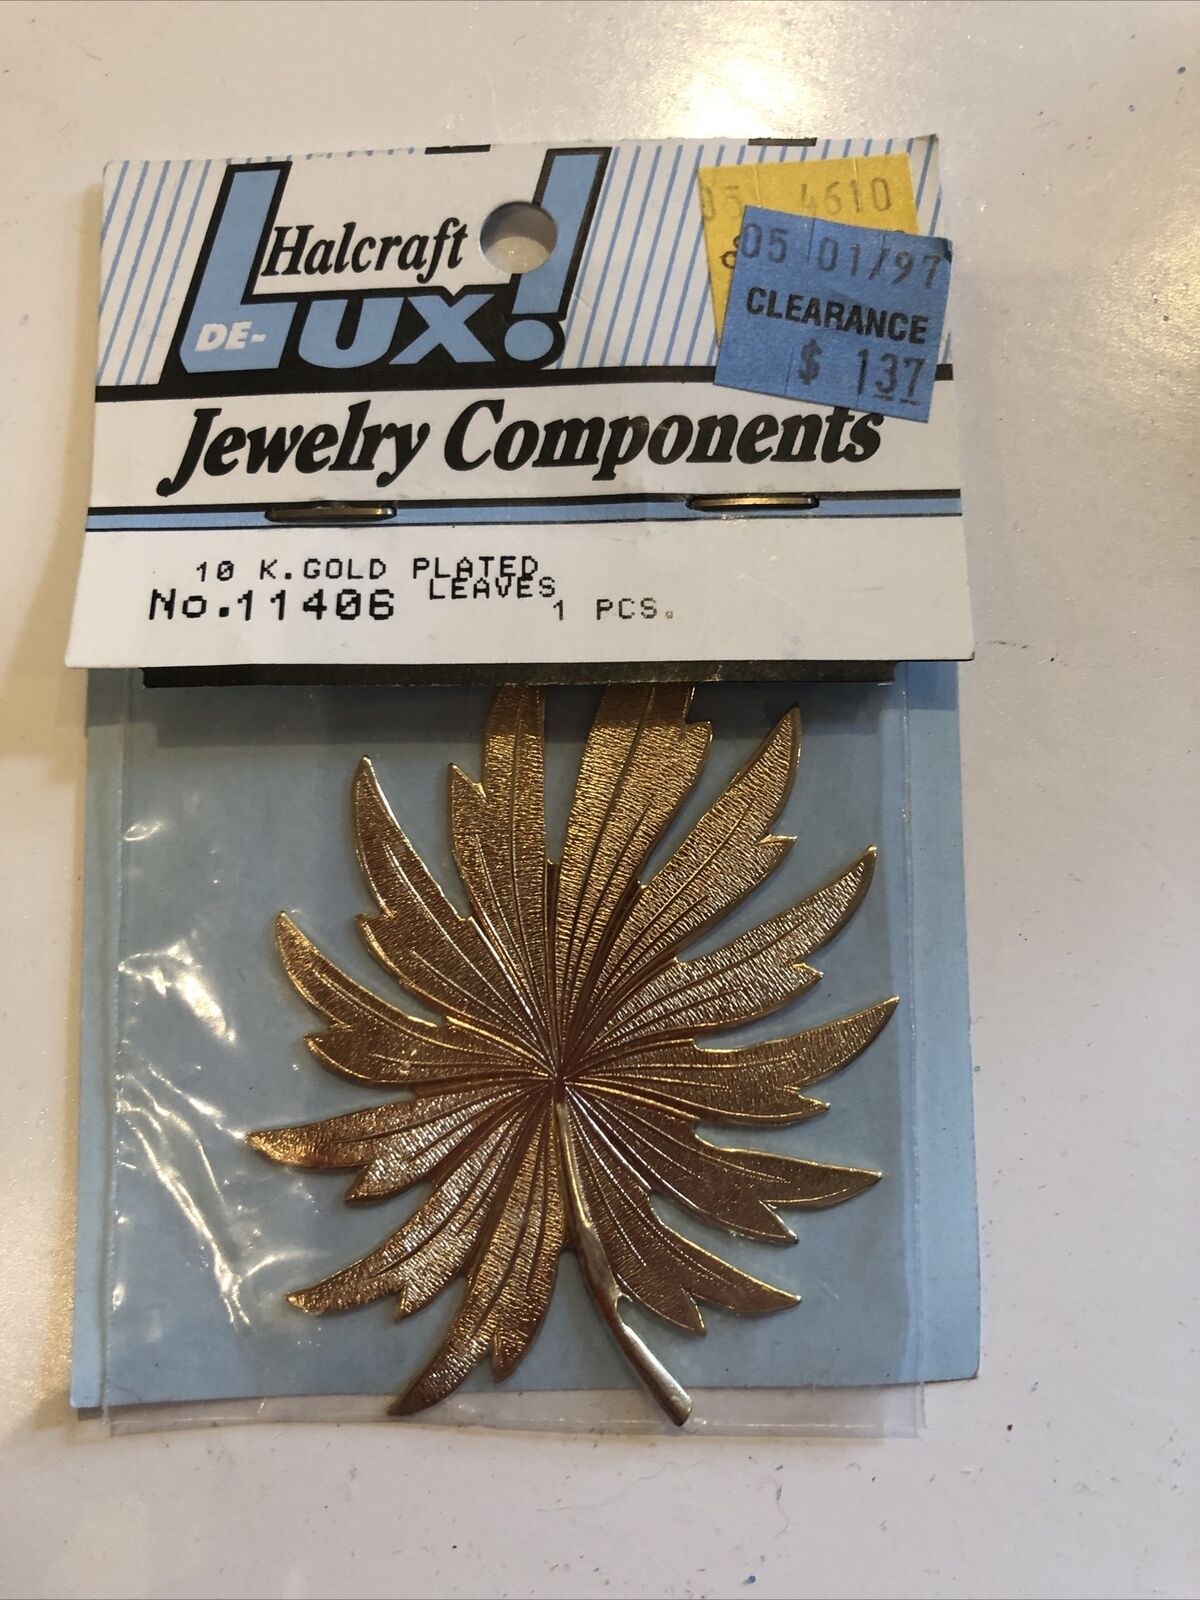 Halcraft
DE-LUX!
05 4610
05 01/97
CLEARANCE
$ 137
Jewelry Components
10 K.GOLD PLATED
LEAVES
No.11406 1 PCS.